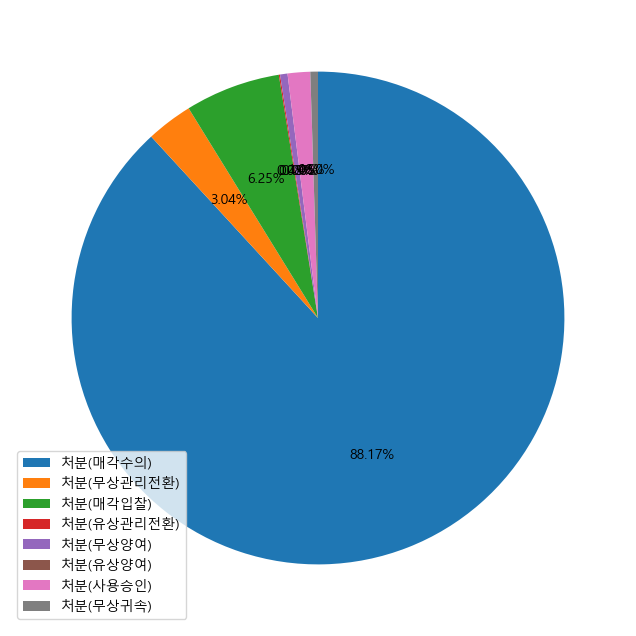 6.25%
3.04%
88.17%
처분(매각수의)
처분(무상관리전환)
처분(매각입찰)
처분(유상관리전환)
처분(무상양여)
처분(유상양여)
처분(사용승인)
처분(무상귀속)